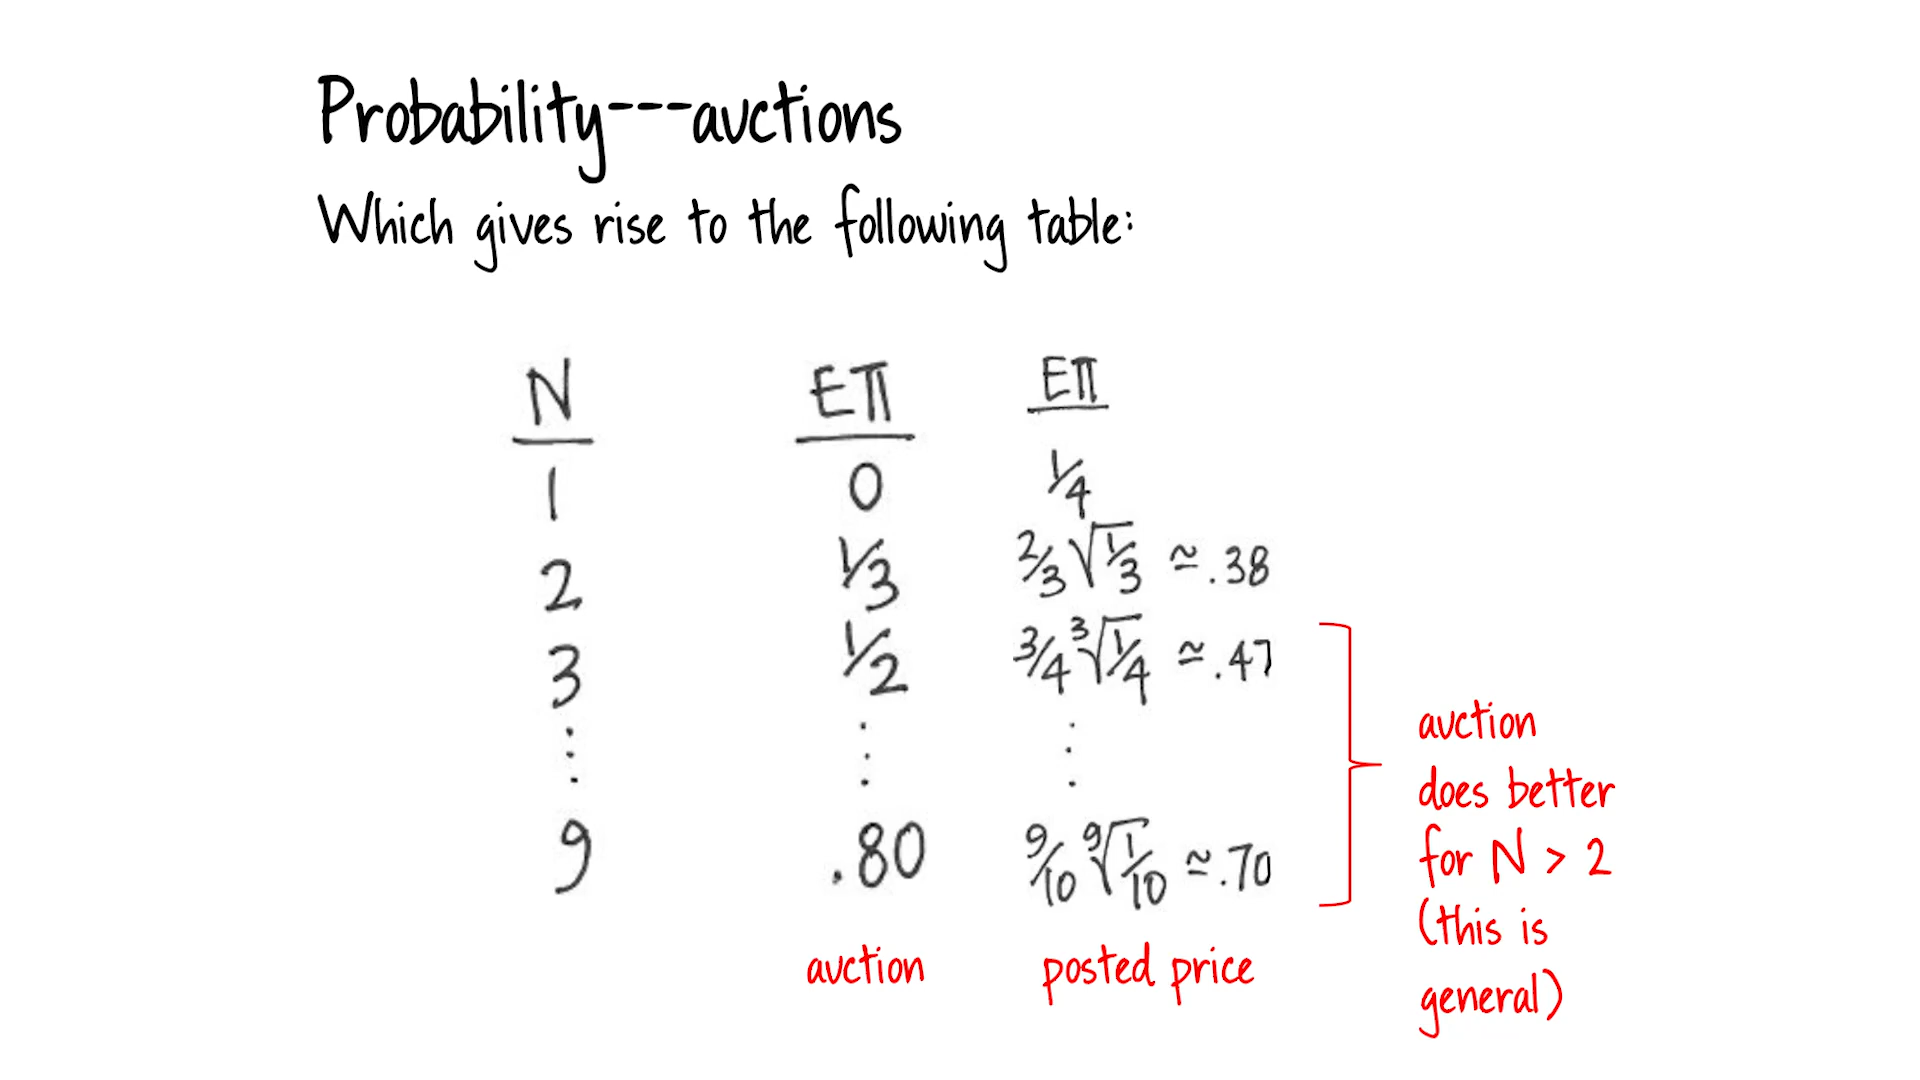 Probability---auctions
Which gives rise to the following table:
N Eπ Eπ
1 0 1/4
2 1/3 2/3 √1/3 ≃ .38
3 1/2 3/4 ∛1/4 ≃ .47
⋮ ⋮ ⋮
9 .80 9/10 ⁹√1/10 ≃ .70
auction posted price
auction
does better
for N > 2
(this is
general)